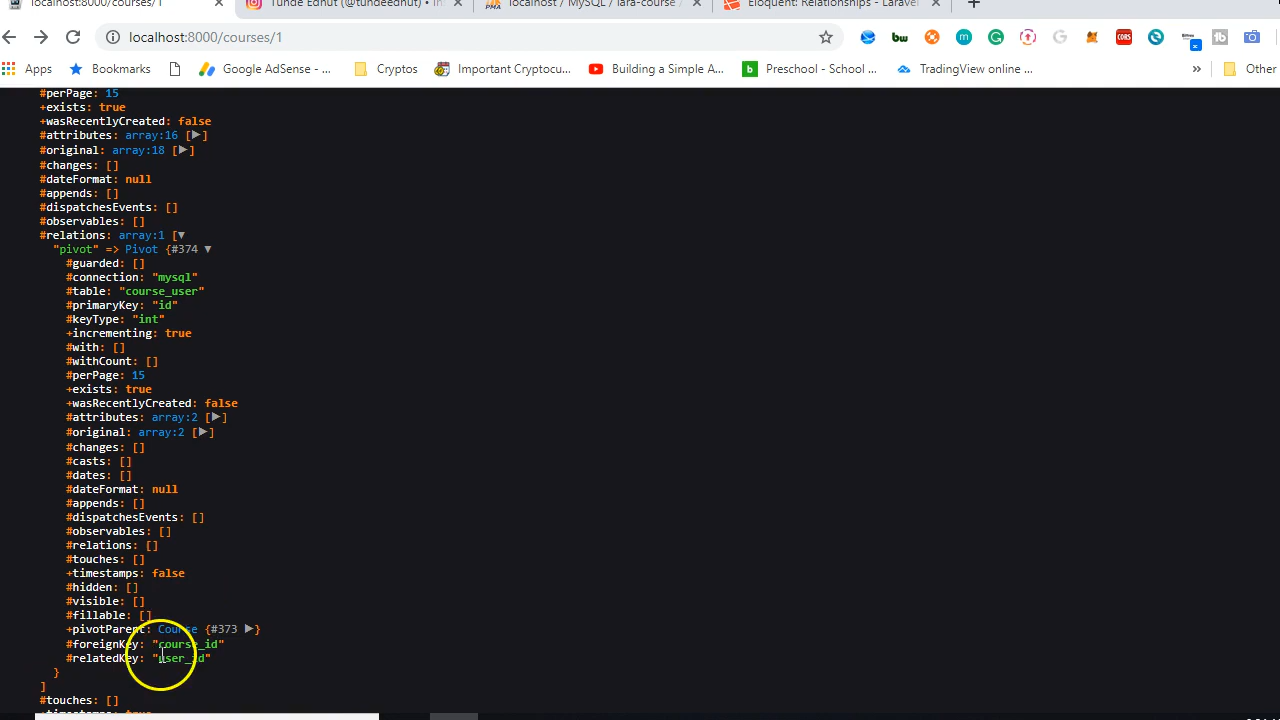 localhost:8000/courses/1
Tunde Ednut (@tundeednut) • In
localhost / MySQL / lara-course
Eloquent: Relationships - Laravel
localhost:8000/courses/1
Apps
Bookmarks
Google AdSense - ...
Cryptos
Important Cryptocu...
Building a Simple A...
Preschool - School ...
TradingView online ...
»
Other
#perPage: 15
+exists: true
+wasRecentlyCreated: false
#attributes: array:16 [▶]
#original: array:18 [▶]
#changes: []
#dateFormat: null
#appends: []
#dispatchesEvents: []
#observables: []
#relations: array:1 [▼
"pivot" => Pivot {#374 ▼
#guarded: []
#connection: "mysql"
#table: "course_user"
#primaryKey: "id"
#keyType: "int"
+incrementing: true
#with: []
#withCount: []
#perPage: 15
+exists: true
+wasRecentlyCreated: false
#attributes: array:2 [▶]
#original: array:2 [▶]
#changes: []
#casts: []
#dates: []
#dateFormat: null
#appends: []
#dispatchesEvents: []
#observables: []
#relations: []
#touches: []
+timestamps: false
#hidden: []
#visible: []
#fillable: []
+pivotParent: Course {#373 ▶}
#foreignKey: "course_id"
#relatedKey: "user_id"
}
]
#touches: []
+timestamps: true